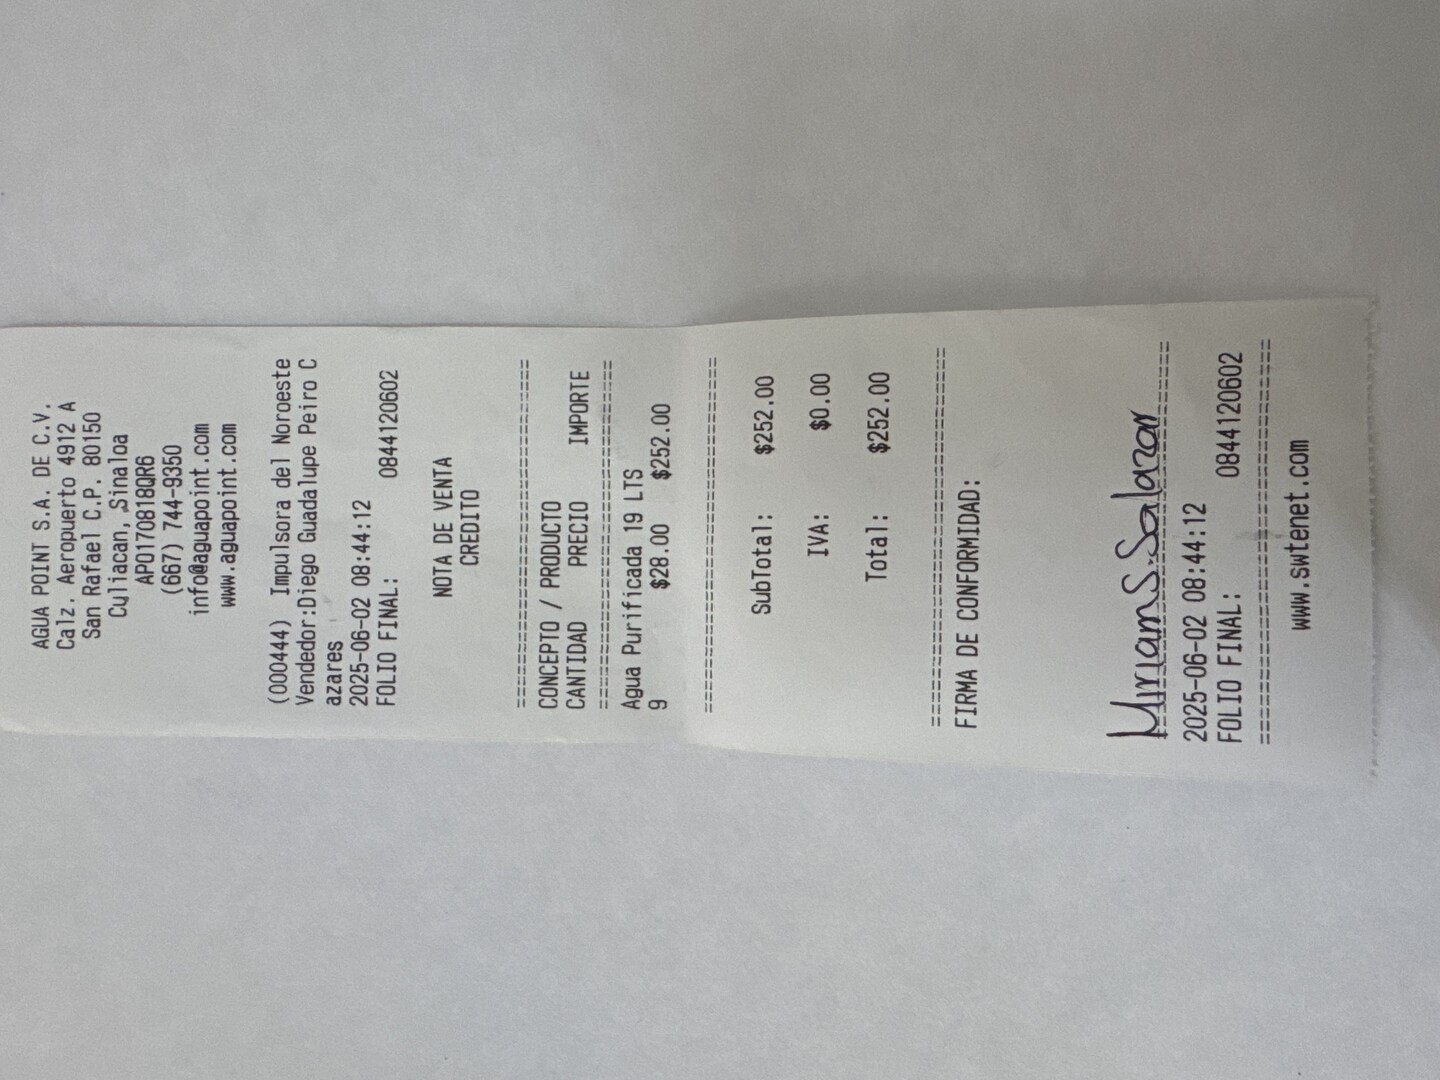 AGUA POINT S.A. DE C.V.
Calz. Aeropuerto 4912 A
San Rafael C.P. 80150
Culiacan, Sinaloa
APO170818QR6
(667) 744-9350
info@aguapoint.com
www.aguapoint.com
(000444) Impulsora del Noroeste
Vendedor:Diego Guadalupe Peiro C
azares
2025-06-02 08:44:12
FOLIO FINAL: 0844120602
NOTA DE VENTA
CREDITO
================================
CONCEPTO / PRODUCTO
CANTIDAD PRECIO IMPORTE
================================
Agua Purificada 19 LTS
9 $28.00 $252.00
================================
SubTotal: $252.00
IVA: $0.00
Total: $252.00
================================
FIRMA DE CONFORMIDAD:
Miriam S. Salazar
================================
2025-06-02 08:44:12
FOLIO FINAL: 0844120602
================================
www.swtenet.com